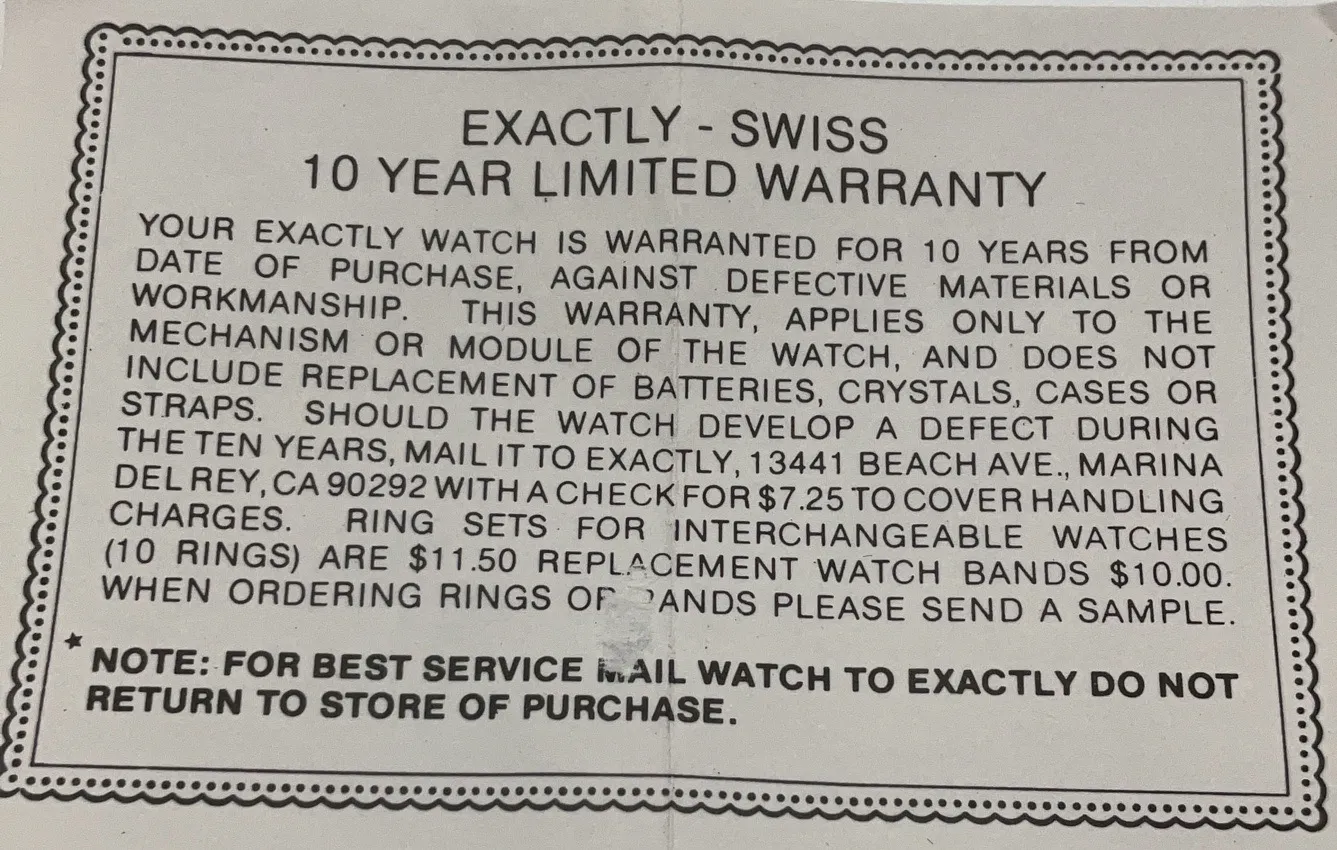 EXACTLY - SWISS
10 YEAR LIMITED WARRANTY
YOUR EXACTLY WATCH IS WARRANTED FOR 10 YEARS FROM
DATE OF PURCHASE, AGAINST DEFECTIVE MATERIALS OR
WORKMANSHIP. THIS WARRANTY, APPLIES ONLY TO THE
MECHANISM OR MODULE OF THE WATCH, AND DOES NOT
INCLUDE REPLACEMENT OF BATTERIES, CRYSTALS, CASES OR
STRAPS. SHOULD THE WATCH DEVELOP A DEFECT DURING
THE TEN YEARS, MAIL IT TO EXACTLY, 13441 BEACH AVE., MARINA
DEL REY, CA 90292 WITH A CHECK FOR $7.25 TO COVER HANDLING
CHARGES. RING SETS FOR INTERCHANGEABLE WATCHES
(10 RINGS) ARE $11.50 REPLACEMENT WATCH BANDS $10.00.
WHEN ORDERING RINGS OR BANDS PLEASE SEND A SAMPLE.
* NOTE: FOR BEST SERVICE MAIL WATCH TO EXACTLY DO NOT
RETURN TO STORE OF PURCHASE.